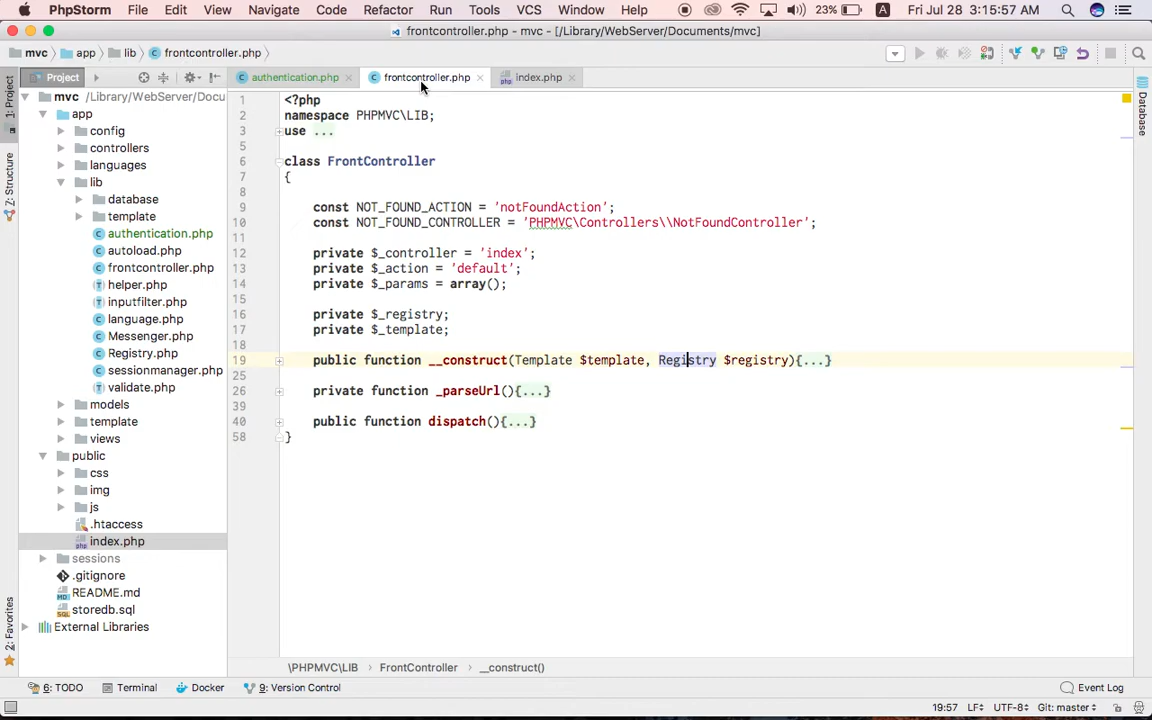 PhpStorm File Edit View Navigate Code Refactor Run Tools VCS Window Help 23% A Fri Jul 28 3:15:57 AM
frontcontroller.php - mvc - [/Library/WebServer/Documents/mvc]
mvc app lib frontcontroller.php
Project authentication.php frontcontroller.php index.php
1: Project
7: Structure
2: Favorites
Database
mvc /Library/WebServer/Docu
app
config
controllers
languages
lib
database
template
authentication.php
autoload.php
frontcontroller.php
helper.php
inputfilter.php
language.php
Messenger.php
Registry.php
sessionmanager.php
validate.php
models
template
views
public
css
img
js
.htaccess
index.php
sessions
.gitignore
README.md
storedb.sql
External Libraries
1 <?php
2 namespace PHPMVC\LIB;
3 use ...
5
6 class FrontController
7 {
8
9 const NOT_FOUND_ACTION = 'notFoundAction';
10 const NOT_FOUND_CONTROLLER = 'PHPMVC\Controllers\\NotFoundController';
11
12 private $_controller = 'index';
13 private $_action = 'default';
14 private $_params = array();
15
16 private $_registry;
17 private $_template;
18
19 public function __construct(Template $template, Registry $registry){...}
25
26 private function _parseUrl(){...}
39
40 public function dispatch(){...}
58 }
\PHPMVC\LIB FrontController __construct()
6: TODO Terminal Docker 9: Version Control Event Log
19:57 LF÷ UTF-8÷ Git: master÷